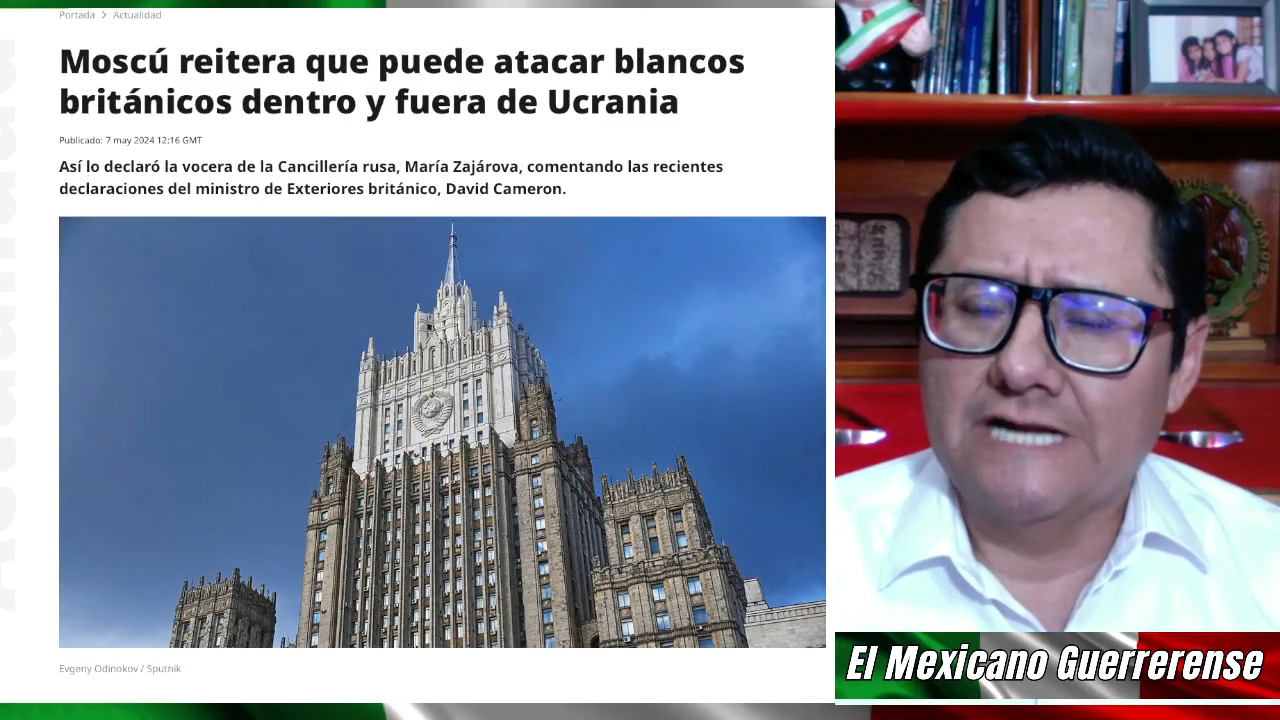 Portada > Actualidad
Moscú reitera que puede atacar blancos
británicos dentro y fuera de Ucrania
Publicado: 7 may 2024 12:16 GMT
Así lo declaró la vocera de la Cancillería rusa, María Zajárova, comentando las recientes
declaraciones del ministro de Exteriores británico, David Cameron.
Evgeny Odinokov / Sputnik
El Mexicano Guerrerense